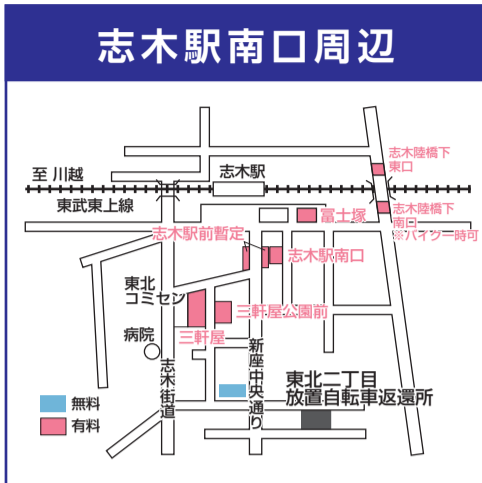 志木駅南口周辺
志木陸橋下
東口
至 川越
志木駅
東武東上線
志木陸橋下
南口
※バイク一時可
冨士塚
志木駅前暫定
志木駅南口
東北
コミセン
三軒屋公園前
三軒屋
病院
志木街道
新座中央通り
東北二丁目
放置自転車返還所
無料
有料